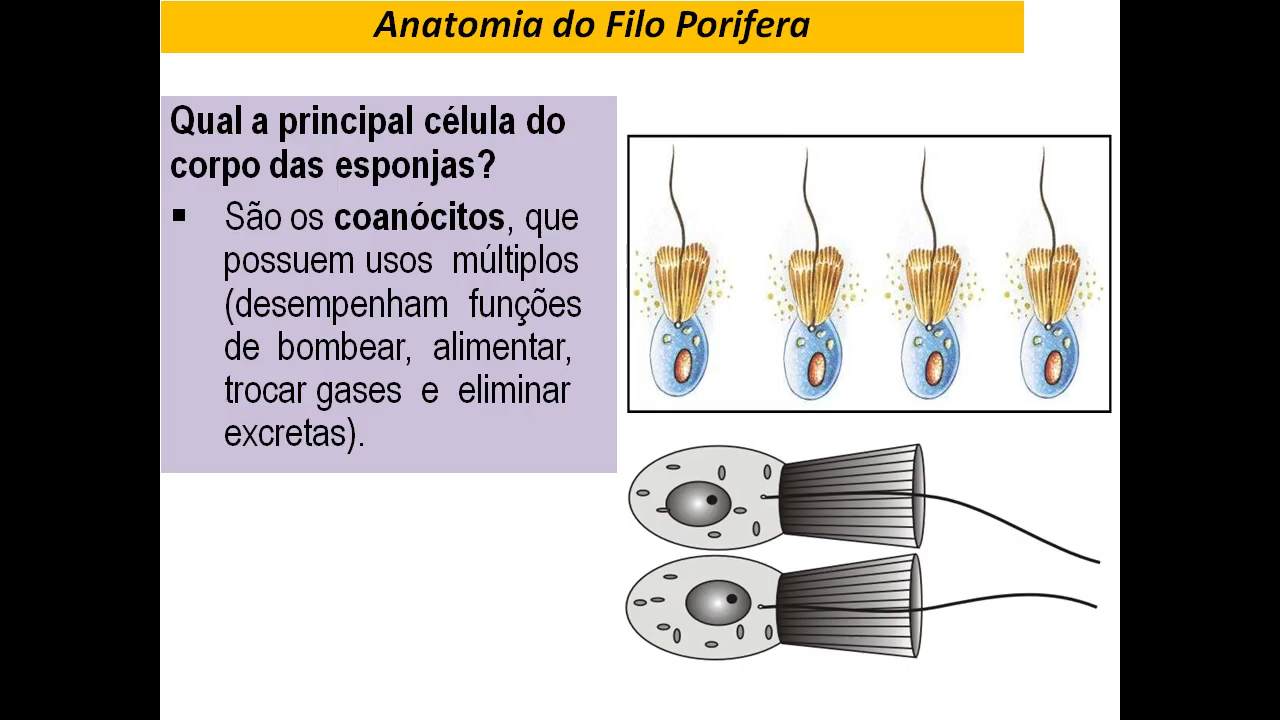 Anatomia do Filo Porifera
Qual a principal célula do
corpo das esponjas?
▪ São os coanócitos, que
possuem usos múltiplos
(desempenham funções
de bombear, alimentar,
trocar gases e eliminar
excretas).